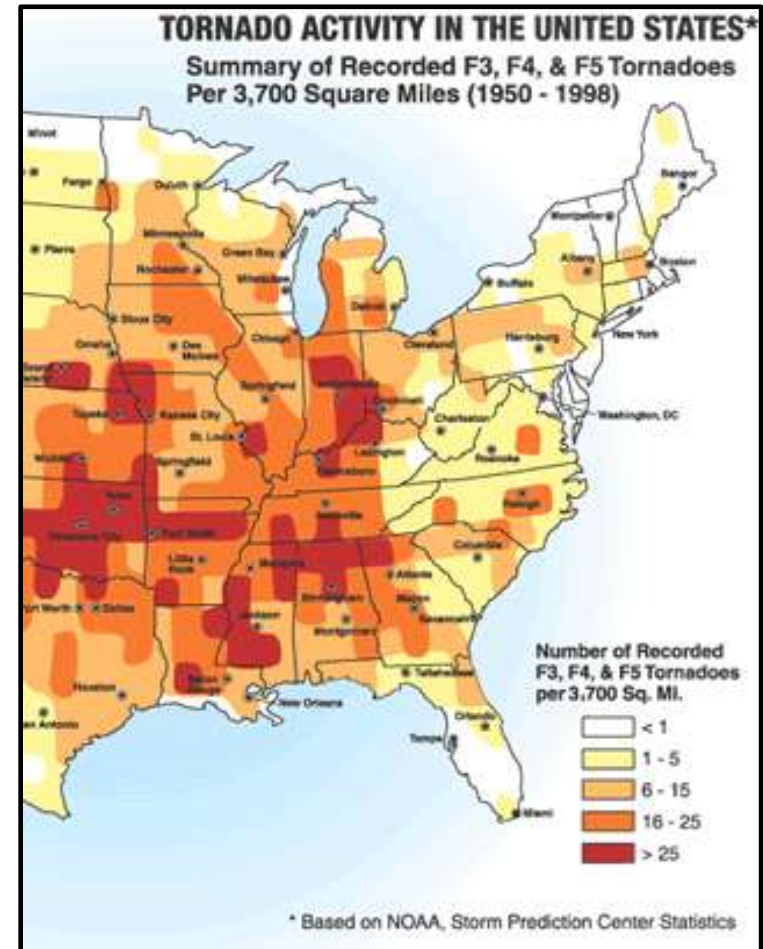 TORNADO ACTIVITY IN THE UNITED STATES*
Summary of Recorded F3, F4, & F5 Tornadoes
Per 3,700 Square Miles (1950 - 1998)
Minot
Bangor
Fargo
Duluth
Montpelier
Minneapolis
Pierre
Green Bay
Albany
Boston
Rochester
Milwaukee
Buffalo
Detroit
Sioux City
New York
Chicago
Cleveland
Harrisburg
Omaha
Des
Moines
Springfield
Indianapolis
Cincinnati
Washington, DC
Topeka
Kansas City
Charleston
St. Louis
Lexington
Roanoke
Springfield
Raleigh
Nashville
Oklahoma City
Fort Smith
Little
Rock
Memphis
Columbia
Atlanta
Birmingham
Macon
Dallas
Jackson
Montgomery
Savannah
Number of Recorded
F3, F4, & F5 Tornadoes
per 3.700 Sq. MI.
Houston
Baton
Rouge
Tallahassee
New Orleans
< 1
Orlando
an Antonio
Tampa
1 - 5
6 - 15
Miami
16 - 25
> 25
* Based on NOAA, Storm Prediction Center Statistics